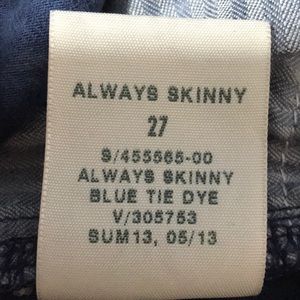 ALWAYS SKINNY
27
S/455565-00
ALWAYS SKINNY
BLUE TIE DYE
V/305753
SUM13, 05/13